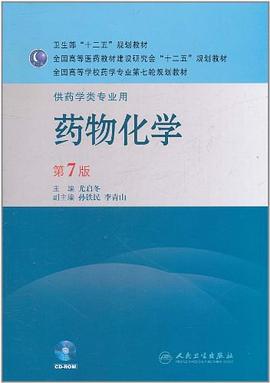 卫生部“十二五”规划教材
全国高等医药教材建设研究会“十二五”规划教材
全国高等学校药学专业第七轮规划教材
供药学类专业用
药物化学
第7版
主编 尤启冬
副主编 孙铁民 李青山
CD-ROM
人民卫生出版社